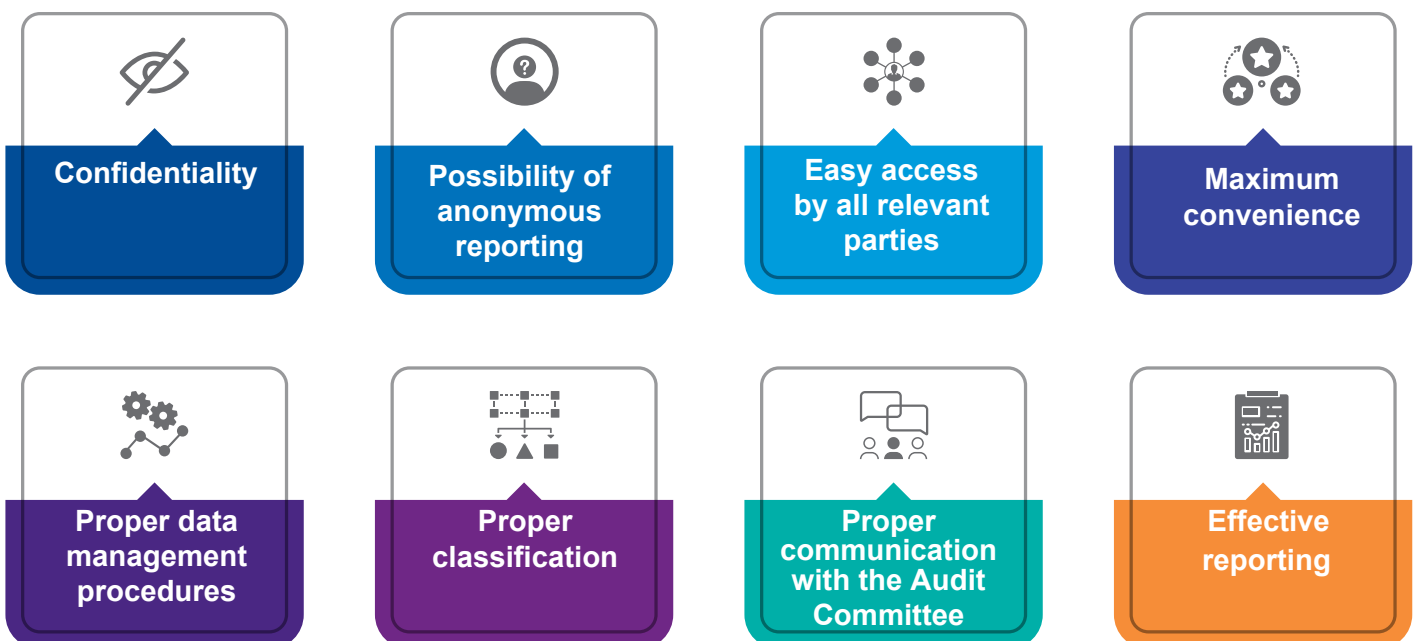 Confidentiality
Possibility of
anonymous
reporting
Easy access
by all relevant
parties
Maximum
convenience
Proper data
management
procedures
Proper
classification
Proper
communication
with the Audit
Committee
Effective
reporting